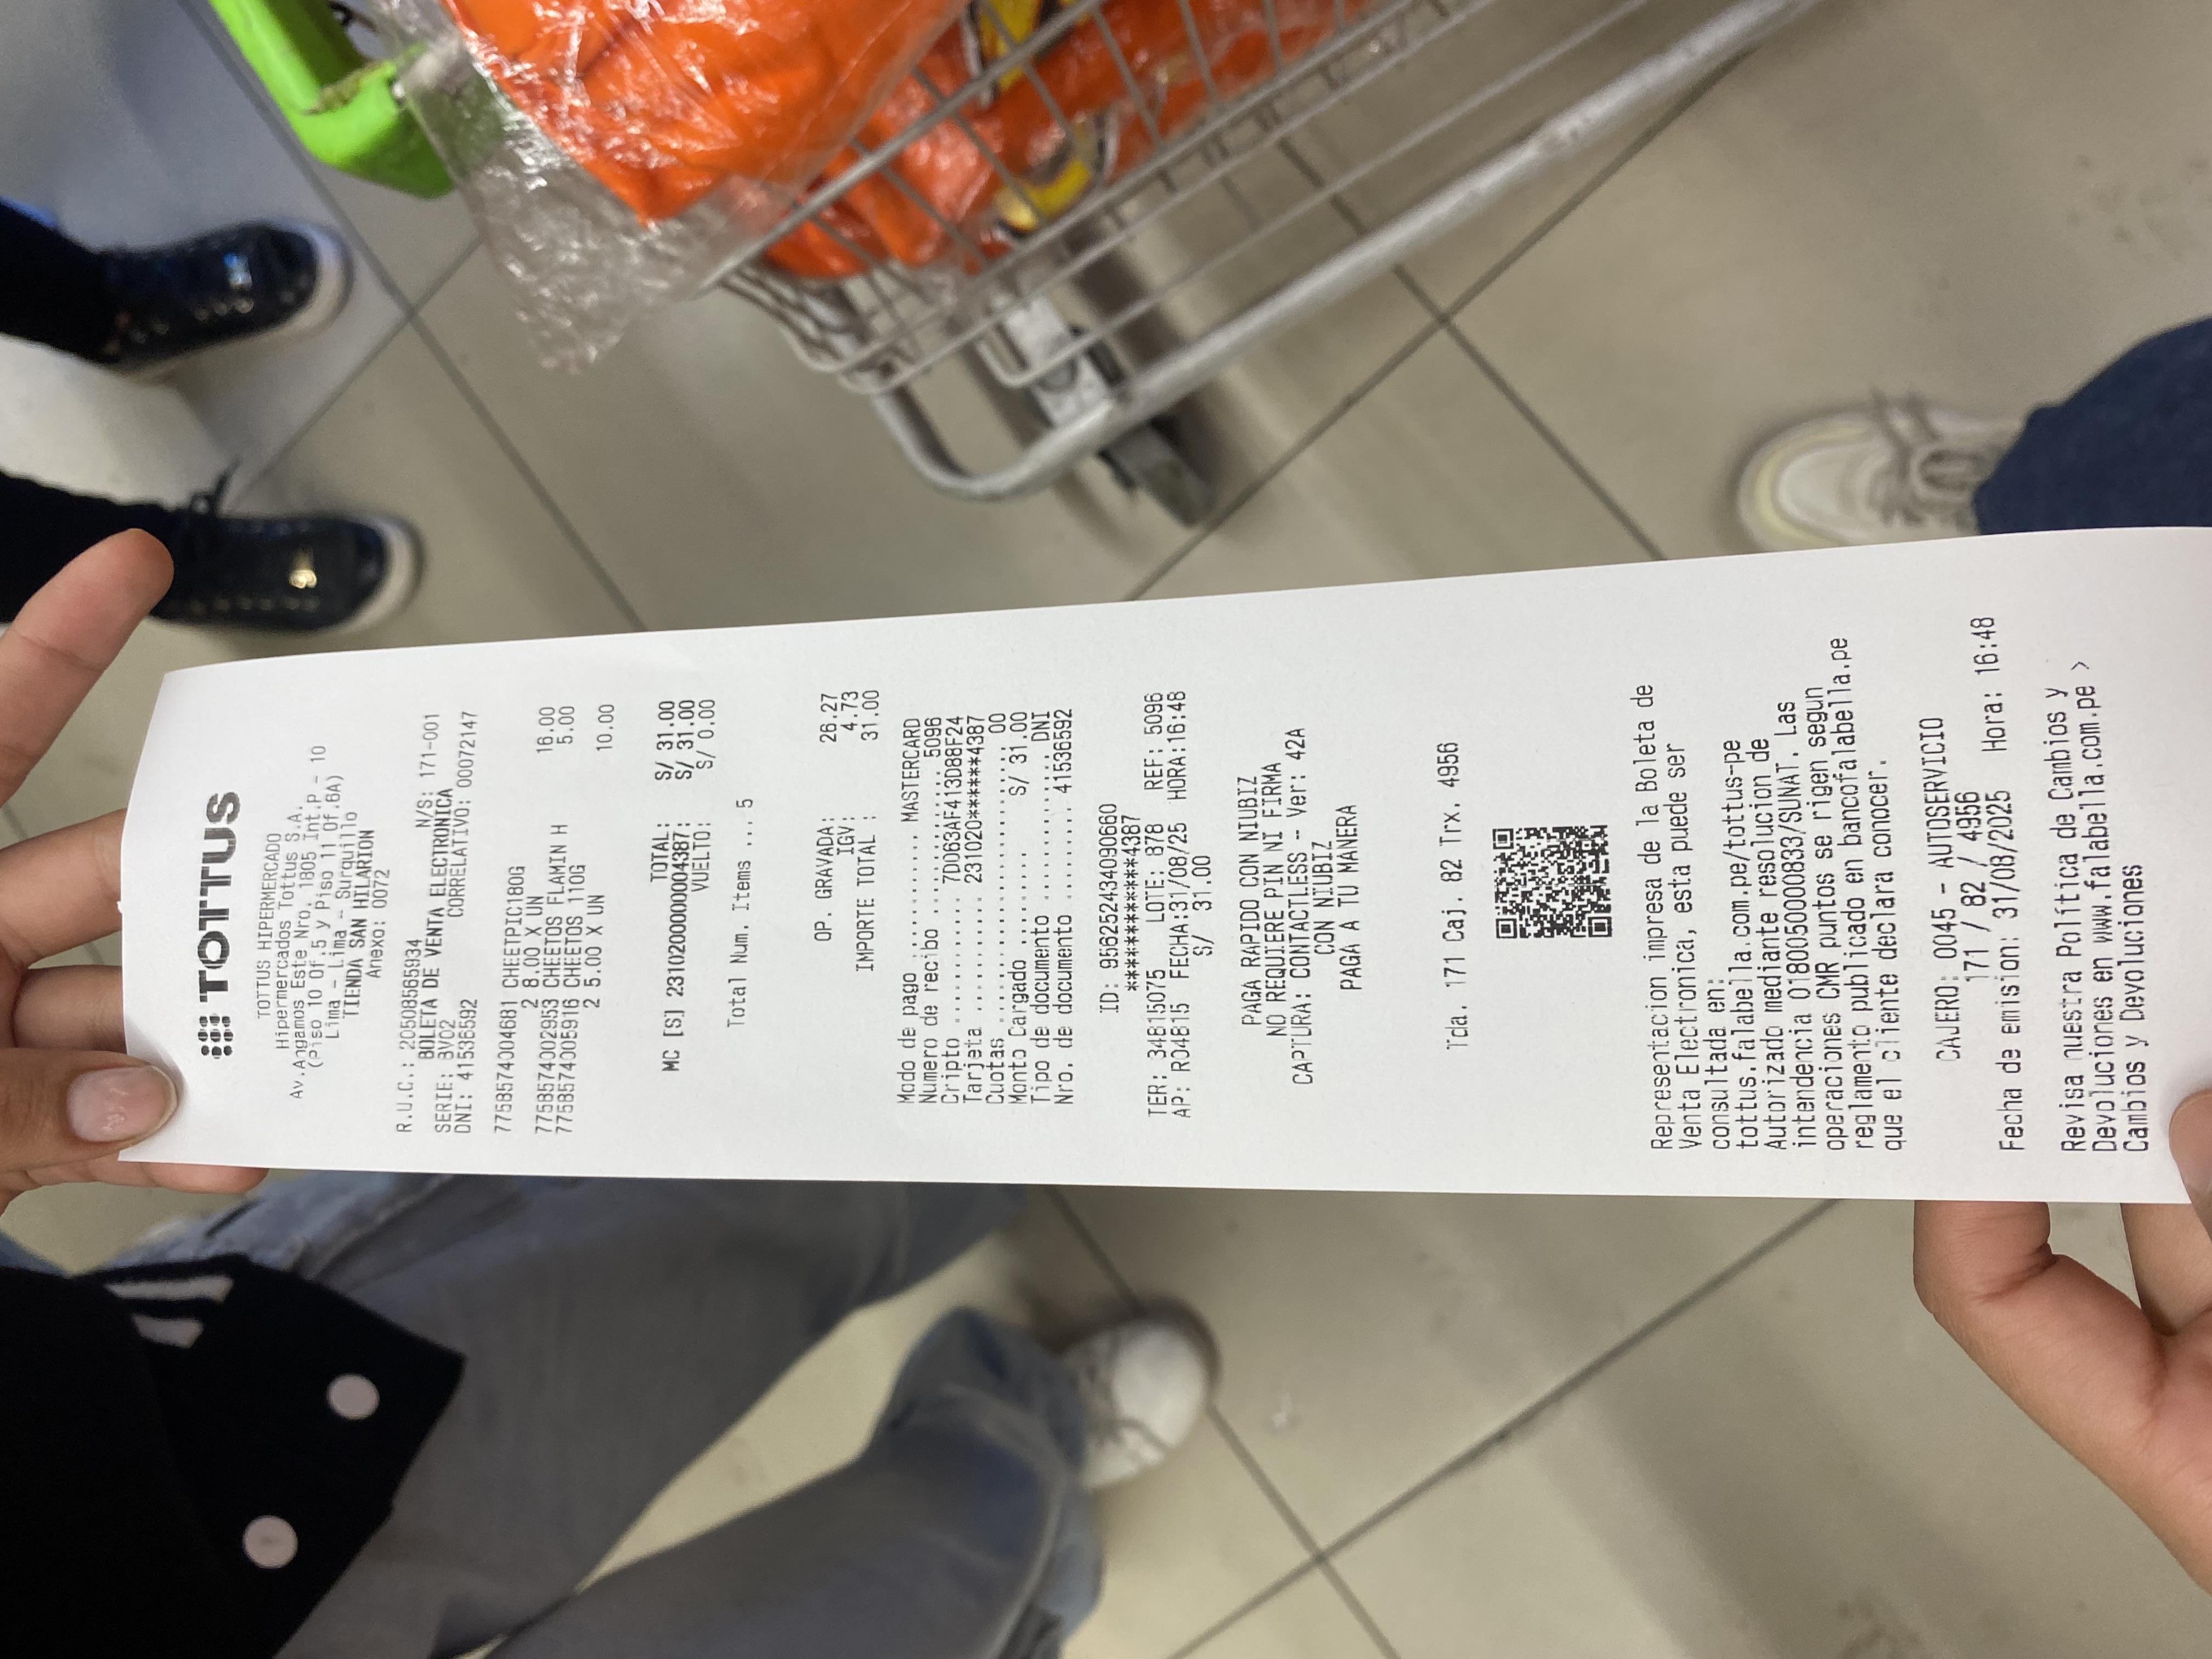 TOTTUS
TOTTUS HIPERMERCADO
Hipermercados Tottus S.A.
Av.Angamos Este Nro. 1805 Int.P - 10
(Piso 10 Of.5 y Piso 11 Of.6A)
Lima - Lima - Surquillo
TIENDA SAN HILARION
Anexo: 0072
R.U.C.: 20508565934 N/S: 171-001
BOLETA DE VENTA ELECTRONICA
SERIE: BV02 CORRELATIVO: 00072147
DNI: 41536592
7758574004681 CHEETPIC180G
2 8.00 X UN 16.00
7758574002953 CHEETOS FLAMIN H 5.00
7758574005916 CHEETOS 110G
2 5.00 X UN 10.00
TOTAL: S/ 31.00
MC [S] 2310200000004387: S/ 31.00
VUELTO: S/ 0.00
Total Num. Items ... 5
OP. GRAVADA: 26.27
IGV: 4.73
IMPORTE TOTAL : 31.00
Modo de pago ............ MASTERCARD
Numero de recibo .............. 5096
Cripto ............ 7D063AF413D88F24
Tarjeta ........... 231020******4387
Cuotas ........................... 00
Monto Cargado ......... S/ 31.00
Tipo de documento .............. DNI
Nro. de documento ......... 41536592
ID: 956252434090660
************4387
TER: 34815075 LOTE: 878 REF: 5096
AP: R04815 FECHA:31/08/25 HORA:16:48
S/ 31.00
PAGA RAPIDO CON NIUBIZ
NO REQUIERE PIN NI FIRMA
CAPTURA: CONTACTLESS - Ver: 42A
CON NIUBIZ
PAGA A TU MANERA
Tda. 171 Caj. 82 Trx. 4956
Representacion impresa de la Boleta de
Venta Electronica, esta puede ser
consultada en:
tottus.falabella.com.pe/tottus-pe
Autorizado mediante resolucion de
intendencia 0180050000833/SUNAT. Las
operaciones CMR puntos se rigen segun
reglamento publicado en bancofalabella.pe
que el cliente declara conocer.
CAJERO: 0045 - AUTOSERVICIO
171 / 82 / 4956
Fecha de emision: 31/08/2025 Hora: 16:48
Revisa nuestra Política de Cambios y
Devoluciones en www.falabella.com.pe >
Cambios y Devoluciones